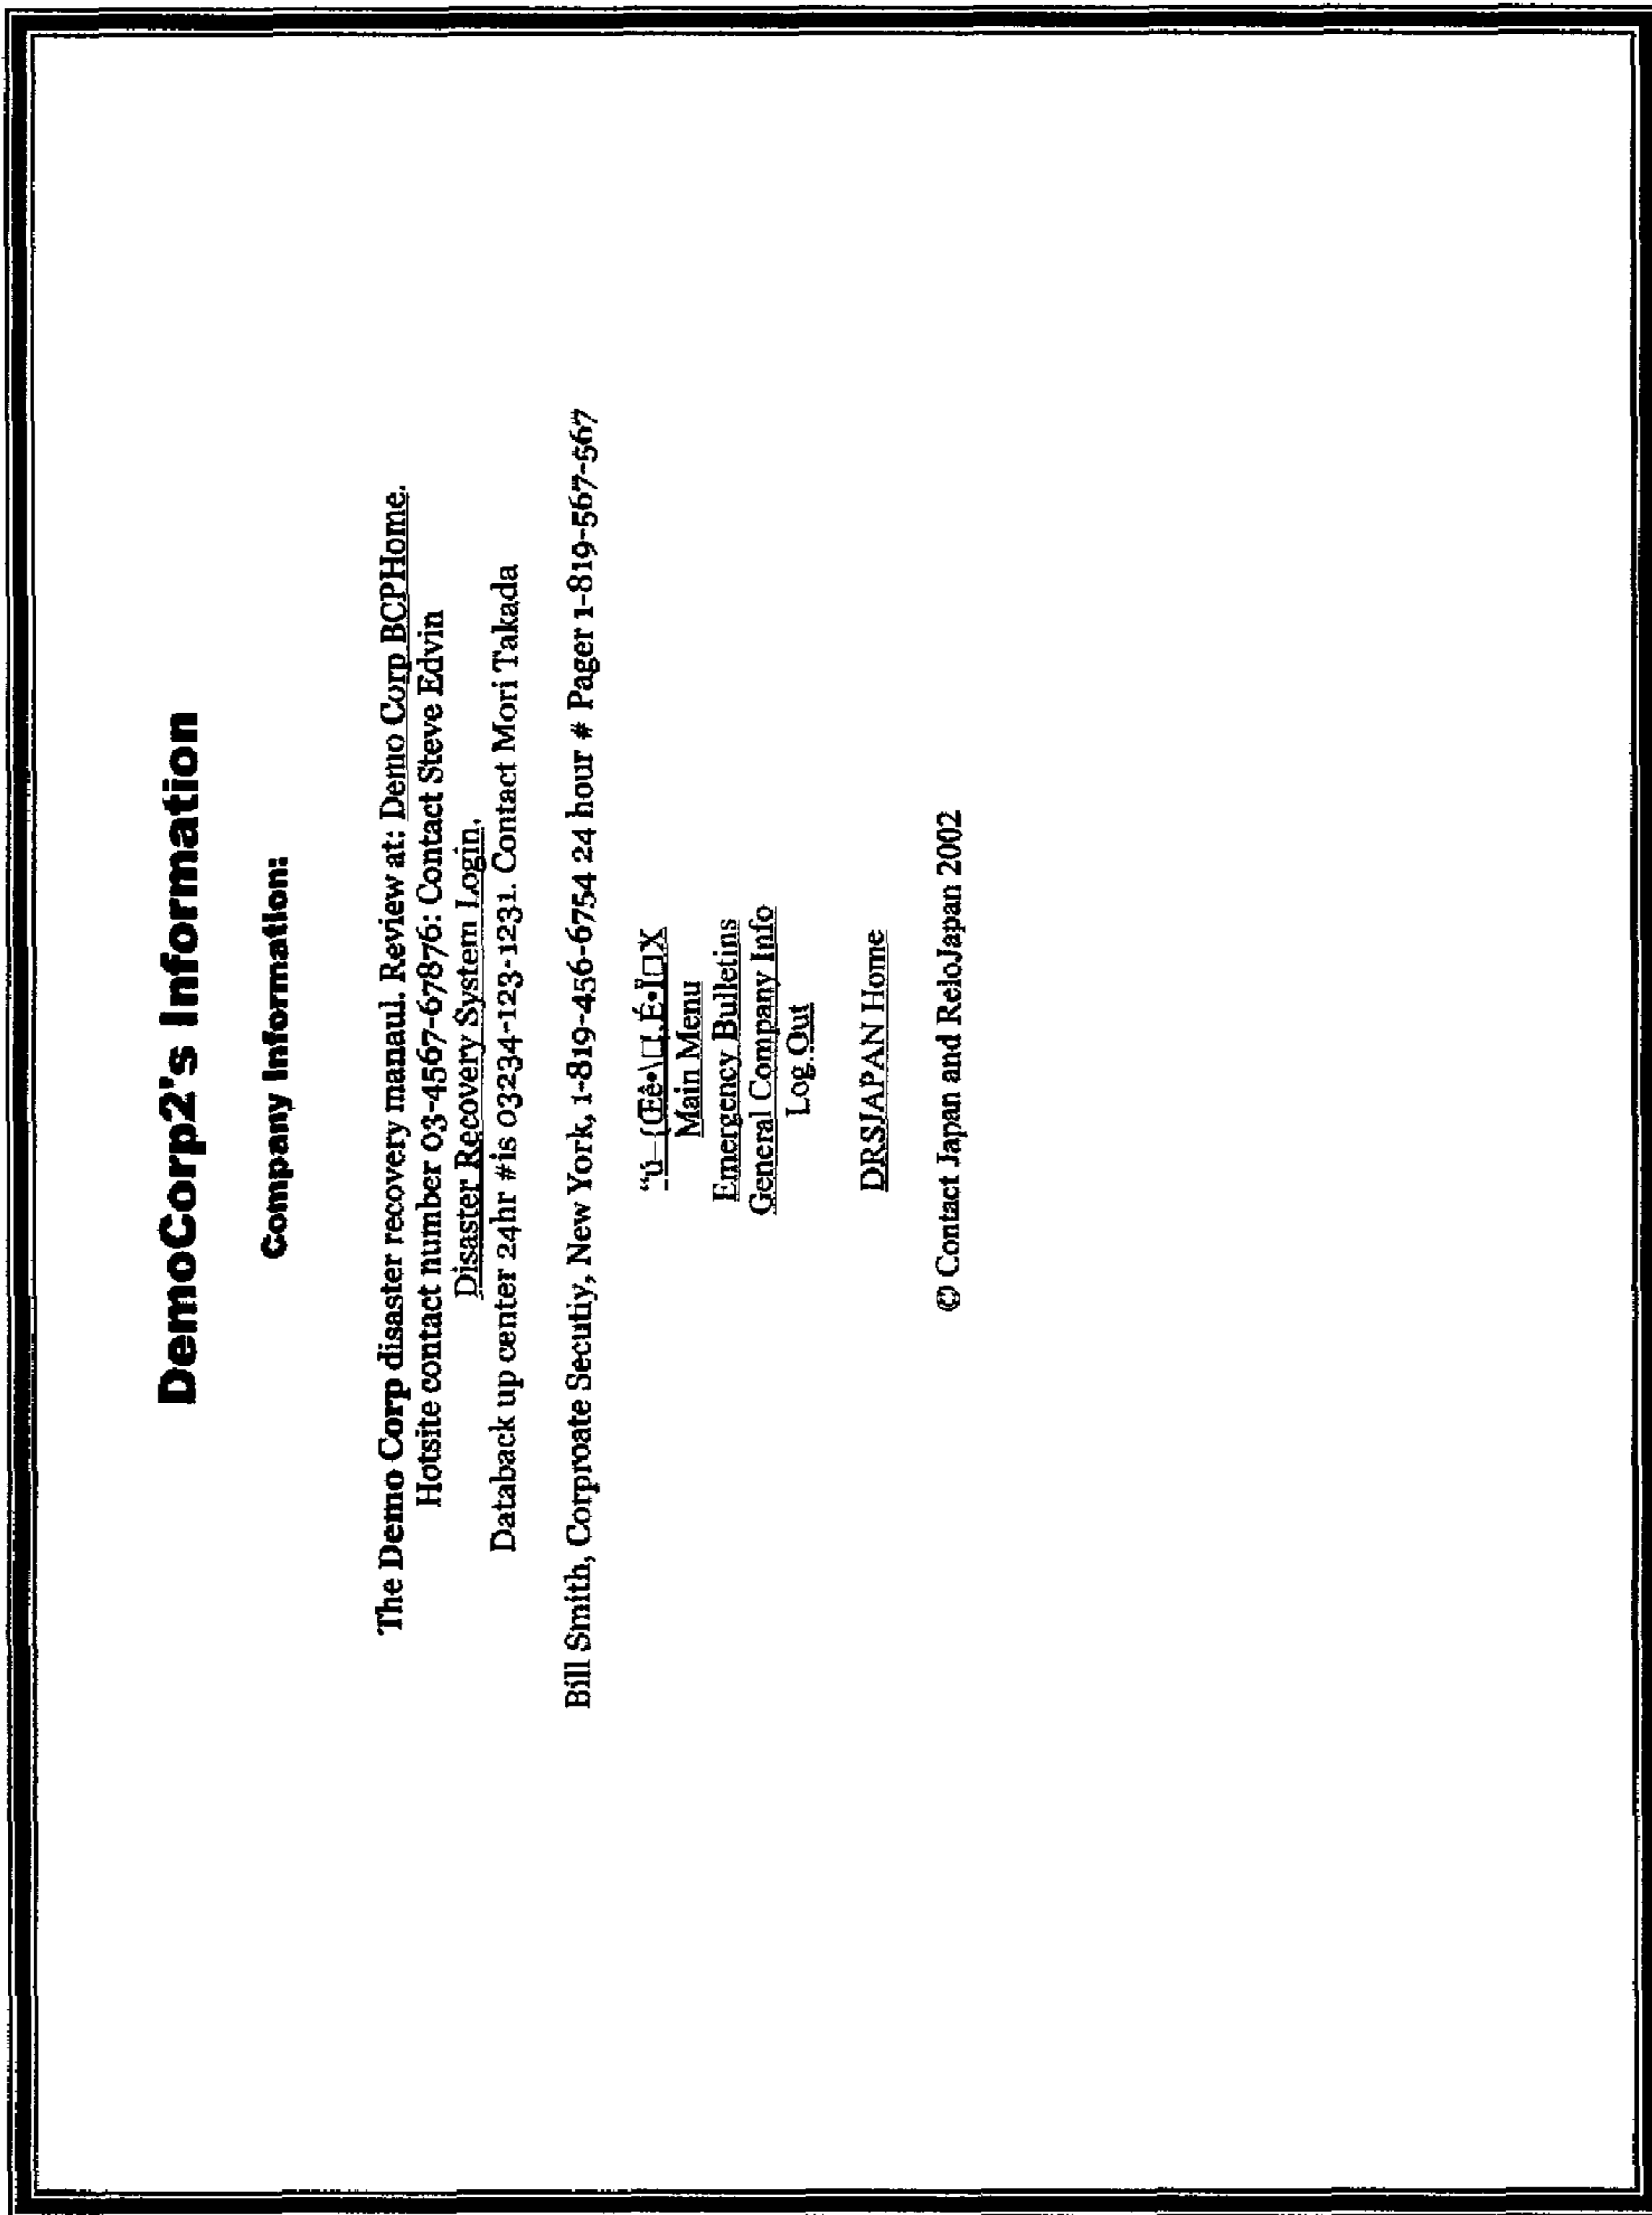 DemoCorp2's Information
Company Information:
The Demo Corp disaster recovery manaul. Review at: Demo Corp BCPHome.
Hotsite contact number 03-4567-67876: Contact Steve Edvin
Disaster Recovery System Login.
Databack up center 24hr #is 03234-123-1231. Contact Mori Takada
Bill Smith, Corproate Secutiy, New York, 1-819-456-6754 24 hour # Pager 1-819-567-567
Main Menu
Emergency Bulletins
General Company Info
Log Out
DRSJAPAN Home
© Contact Japan and ReloJapan 2002